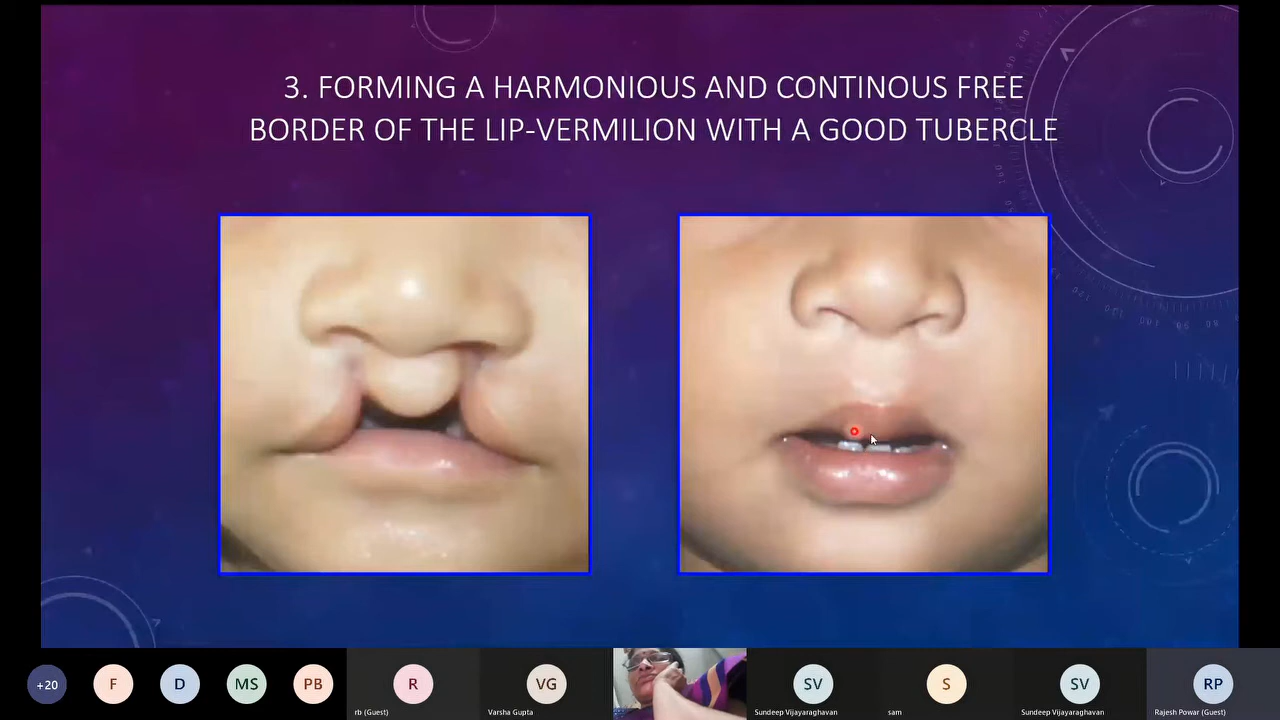 3. FORMING A HARMONIOUS AND CONTINOUS FREE
BORDER OF THE LIP-VERMILION WITH A GOOD TUBERCLE
+20
F
D
MS
PB
R
VG
SV
S
SV
RP
rb (Guest)
Varsha Gupta
Sundeep Vijayaraghavan
sam
Sundeep Vijayaraghavan
Rajesh Powar (Guest)